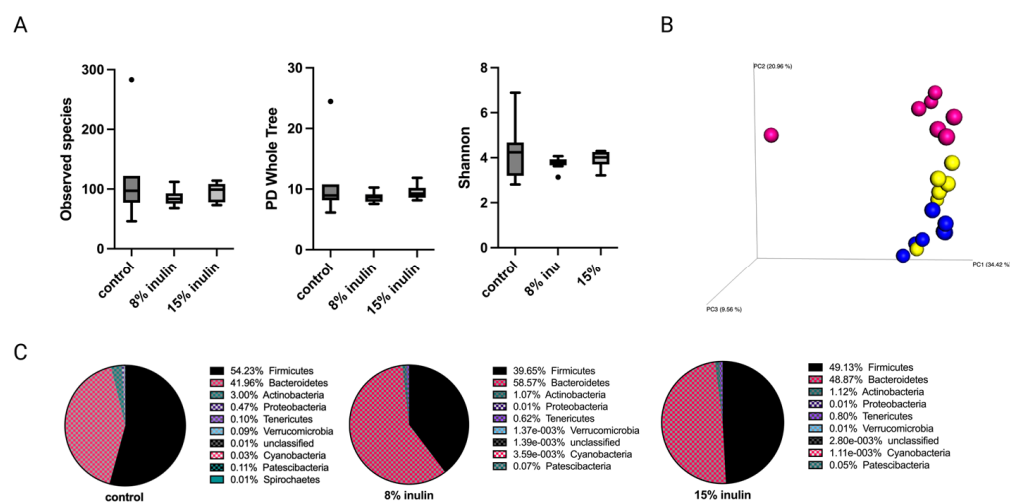 A
B
Observed species
300
200
100
0
control
8% inulin
15% inulin
PD Whole Tree
30
20
10
0
control
8% inulin
15% inulin
Shannon
8
6
4
2
0
control
8% inu
15%
PC2 (20.96 %)
PC1 (34.42 %)
PC3 (9.56 %)
C
54.23% Firmicutes
41.96% Bacteroidetes
3.00% Actinobacteria
0.47% Proteobacteria
0.10% Tenericutes
0.09% Verrucomicrobia
0.01% unclassified
0.03% Cyanobacteria
0.11% Patescibacteria
0.01% Spirochaetes
control
39.65% Firmicutes
58.57% Bacteroidetes
1.07% Actinobacteria
0.01% Proteobacteria
0.62% Tenericutes
1.37e-003% Verrucomicrobia
1.39e-003% unclassified
3.59e-003% Cyanobacteria
0.07% Patescibacteria
8% inulin
49.13% Firmicutes
48.87% Bacteroidetes
1.12% Actinobacteria
0.01% Proteobacteria
0.80% Tenericutes
0.01% Verrucomicrobia
2.80e-003% unclassified
1.11e-003% Cyanobacteria
0.05% Patescibacteria
15% inulin